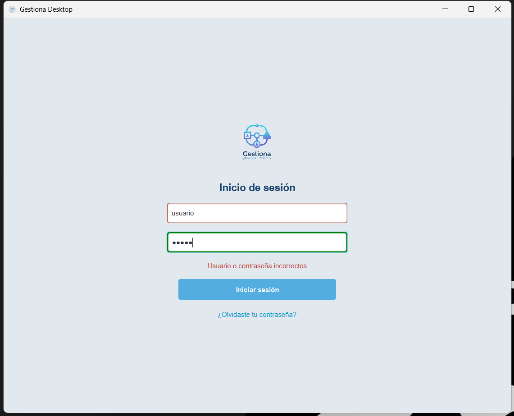 Gestiona Desktop
Gestiona
Inicio de sesión
usuario
•••••
Usuario o contraseña incorrectos
Iniciar sesión
¿Olvidaste tu contraseña?